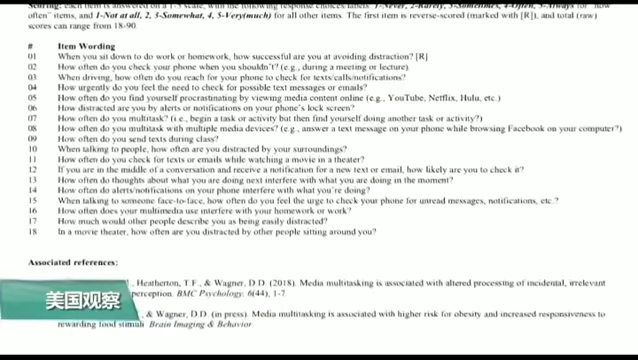 Scoring: each item is answered on a 1-5 scale, with the following response choices labels: 1-Never, 2-Rarely, 3-Sometimes, 4-Often, 5-Always for "how
often" items, and 1-Not at all, 2, 3-Somewhat, 4, 5-Very(much) for all other items. The first item is reverse-scored (marked with [R]), and total (raw)
scores can range from 18-90.
# Item Wording
01 When you sit down to do work or homework, how successful are you at avoiding distraction? [R]
02 How often do you check your phone when you shouldn't? (e.g., during a meeting or lecture)
03 When driving, how often do you reach for your phone to check for texts/calls/notifications?
04 How urgently do you feel the need to check for possible text messages or emails?
05 How often do you find yourself procrastinating by viewing media content online (e.g., YouTube, Netflix, Hulu, etc.)
06 How distracted are you by alerts or notifications on your phone's lock screen?
07 How often do you multitask? (i.e., begin a task or activity but then find yourself doing another task or activity?)
08 How often do you multitask with multiple media devices? (e.g., answer a text message on your phone while browsing Facebook on your computer?)
09 How often do you send texts during class?
10 When talking to people, how often are you distracted by your surroundings?
11 How often do you check for texts or emails while watching a movie in a theater?
12 If you are in the middle of a conversation and receive a notification for a new text or email, how likely are you to check it?
13 How often do thoughts about what you are doing next interfere with what you are doing in the moment?
14 How often do alerts/notifications on your phone interfere with what you're doing?
15 When talking to someone face-to-face, how often do you feel the urge to check your phone for unread messages, notifications, etc.?
16 How often does your multimedia use interfere with your homework or work?
17 How much would other people describe you as being easily distracted?
18 In a movie theater, how often are you distracted by other people sitting around you?
Associated references:
., Heatherton, T.F., & Wagner, D.D. (2018). Media multitasking is associated with altered processing of incidental, irrelevant
perception. BMC Psychology: 6(44), 1-7.
美国观察
, & Wagner, D.D. (in press). Media multitasking is associated with higher risk for obesity and increased responsiveness to
rewarding food stimuli. Brain Imaging & Behavior.